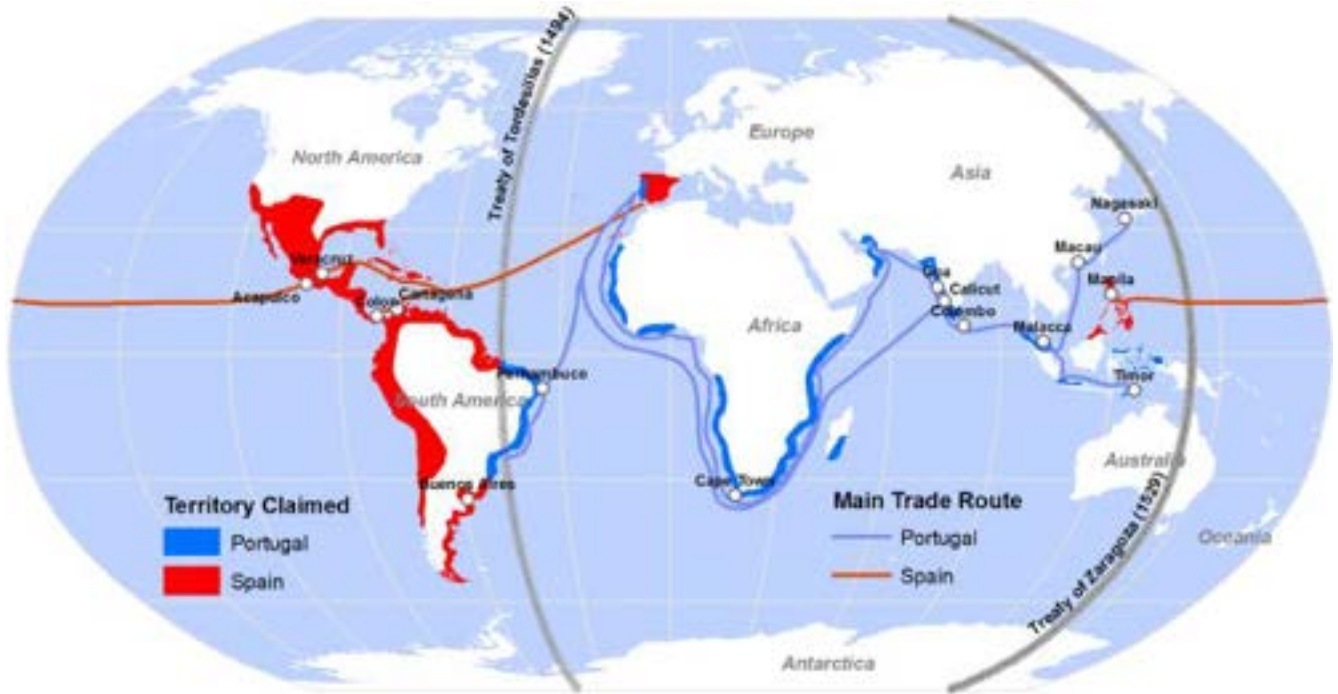 Treaty of Tordesillas (1494)
Europe
North America
Asia
Nagasaki
Macau
Veracruz
Manila
Acapulco
Cartagena
Colon
Goa
Calicut
Colombo
Africa
Malacca
Pernambuco
Timor
South America
Australia
Buenos Aires
Cape Town
Territory Claimed
Portugal
Spain
Main Trade Route
Portugal
Spain
Oceania
Treaty of Zaragoza (1529)
Antarctica